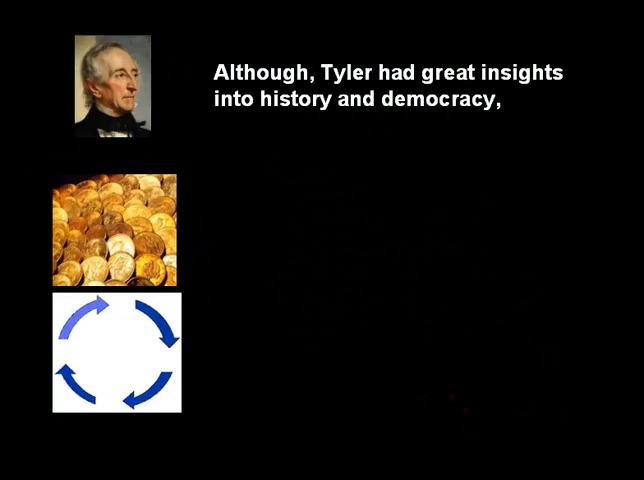 Although, Tyler had great insights
into history and democracy,